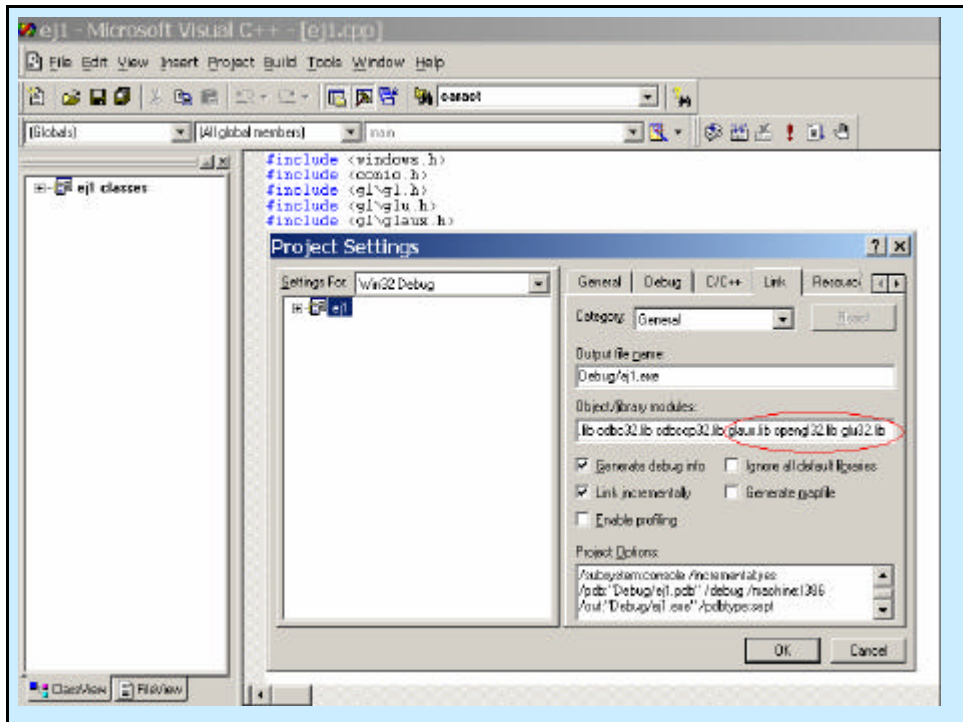 ej1 - Microsoft Visual C++ - [ej1.cpp]
File Edit View Insert Project Build Tools Window Help
caract
(Globals) (All global members) main
#include <windows.h>
#include <conio.h>
#include <gl\gl.h>
#include <gl\glu.h>
#include <gl\glaux.h>
ej1 classes
Project Settings
Settings For: Win32 Debug
ej1
General Debug C/C++ Link Resourc
Category: General Reset
Output file name:
Debug/ej1.exe
Object/library modules:
.lib odbc32.lib odbccp32.lib glaux.lib opengl32.lib glu32.lib
Generate debug info Ignore all default libraries
Link incrementally Generate mapfile
Enable profiling
Project Options:
/subsystem:console /incremental:yes
/pdb:"Debug/ej1.pdb" /debug /machine:I386
/out:"Debug/ej1.exe" /pdbtype:sept
OK Cancel
ClassView FileView